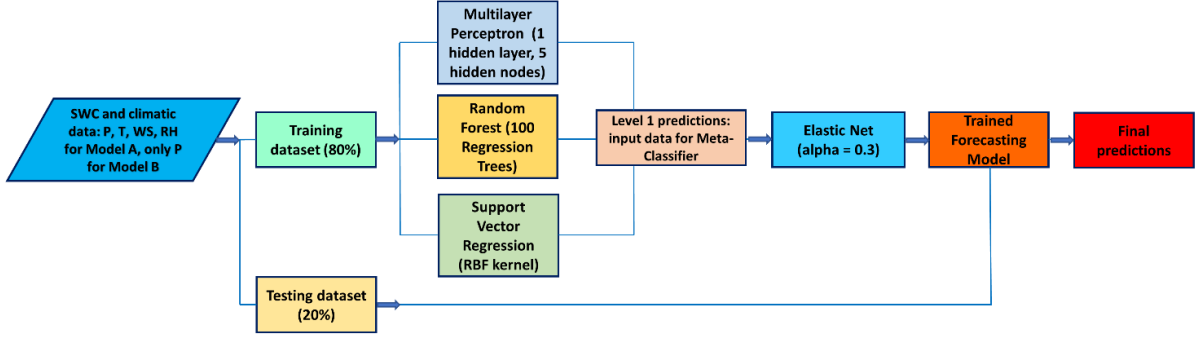 SWC and climatic
data: P, T, WS, RH
for Model A, only P
for Model B
Training
dataset (80%)
Testing dataset
(20%)
Multilayer
Perceptron (1
hidden layer, 5
hidden nodes)
Random
Forest (100
Regression
Trees)
Support
Vector
Regression
(RBF kernel)
Level 1 predictions:
input data for Meta-
Classifier
Elastic Net
(alpha = 0.3)
Trained
Forecasting
Model
Final
predictions